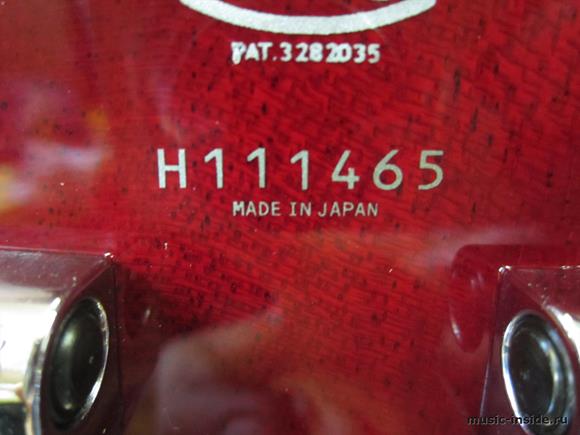 PAT.3282035
H111465
MADE IN JAPAN
music-inside.ru